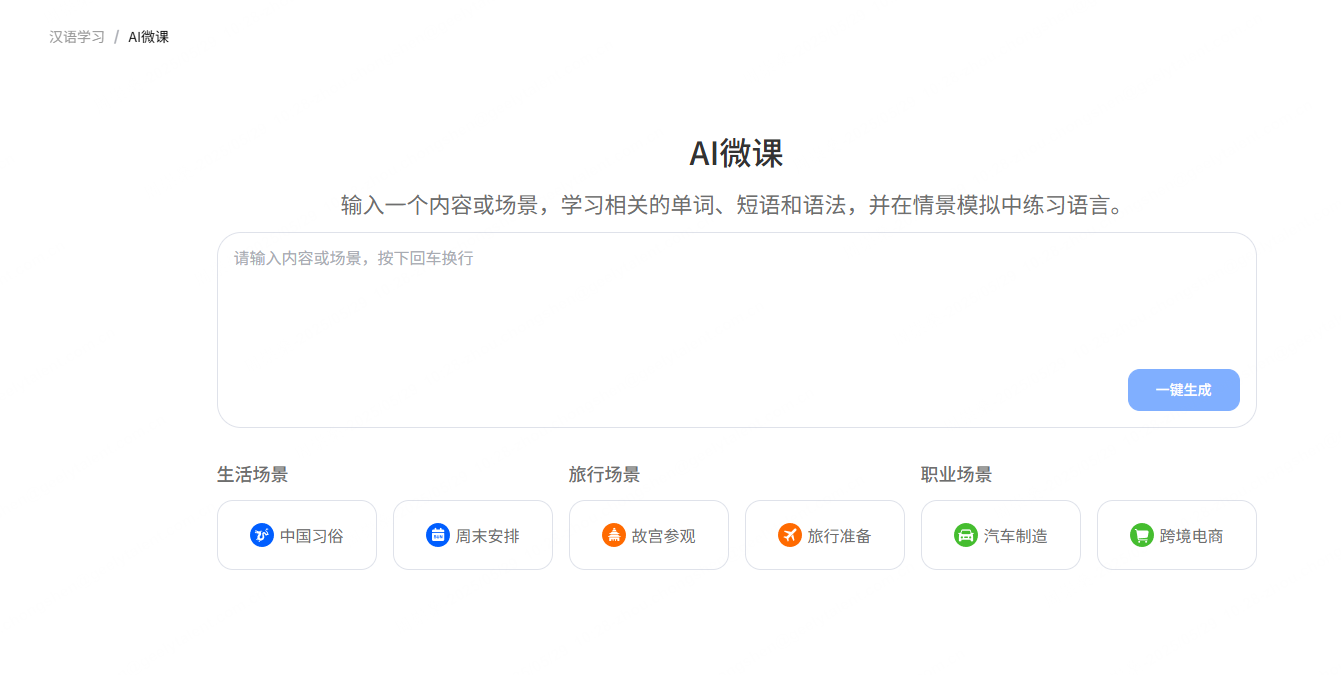 汉语学习 / AI微课
AI微课
输入一个内容或场景，学习相关的单词、短语和语法，并在情景模拟中练习语言。
请输入内容或场景，按下回车换行
一键生成
生活场景 旅行场景 职业场景
中国习俗 周末安排 故宫参观 旅行准备 汽车制造 跨境电商